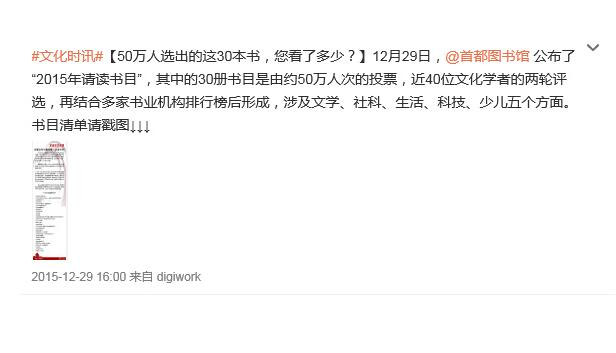 #文化时讯#【50万人选出的这30本书，您看了多少？】12月29日，@首都图书馆 公布了
“2015年请读书目”，其中的30册书目是由约50万人次的投票，近40位文化学者的两轮评
选，再结合多家书业机构排行榜后形成，涉及文学、社科、生活、科技、少儿五个方面。
书目清单请戳图↓↓↓
2015-12-29 16:00 来自 digiwork